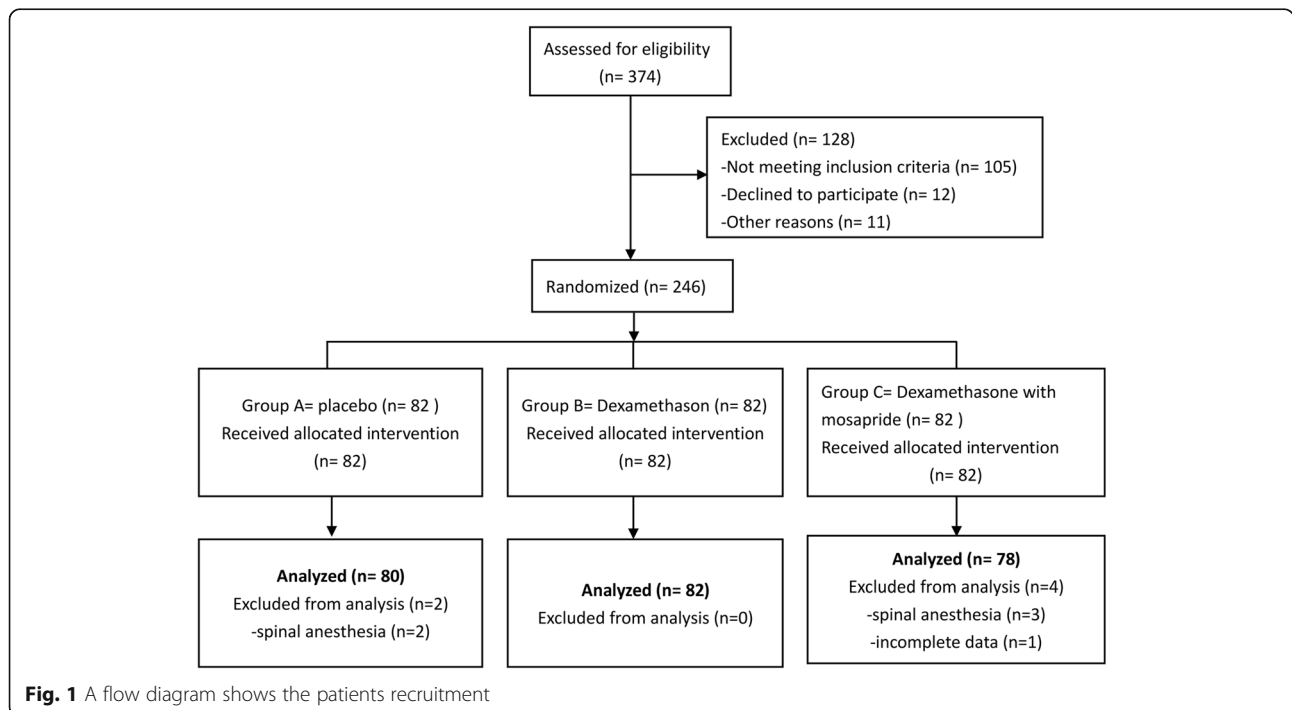 Assessed for eligibility
(n= 374)
Excluded (n= 128)
-Not meeting inclusion criteria (n= 105)
-Declined to participate (n= 12)
-Other reasons (n= 11)
Randomized (n= 246)
Group A= placebo (n= 82 )
Received allocated intervention
(n= 82)
Group B= Dexamethason (n= 82)
Received allocated intervention
(n= 82)
Group C= Dexamethasone with
mosapride (n= 82 )
Received allocated intervention
(n= 82)
Analyzed (n= 80)
Excluded from analysis (n=2)
-spinal anesthesia (n=2)
Analyzed (n= 82)
Excluded from analysis (n=0)
Analyzed (n= 78)
Excluded from analysis (n=4)
-spinal anesthesia (n=3)
-incomplete data (n=1)
Fig. 1 A flow diagram shows the patients recruitment